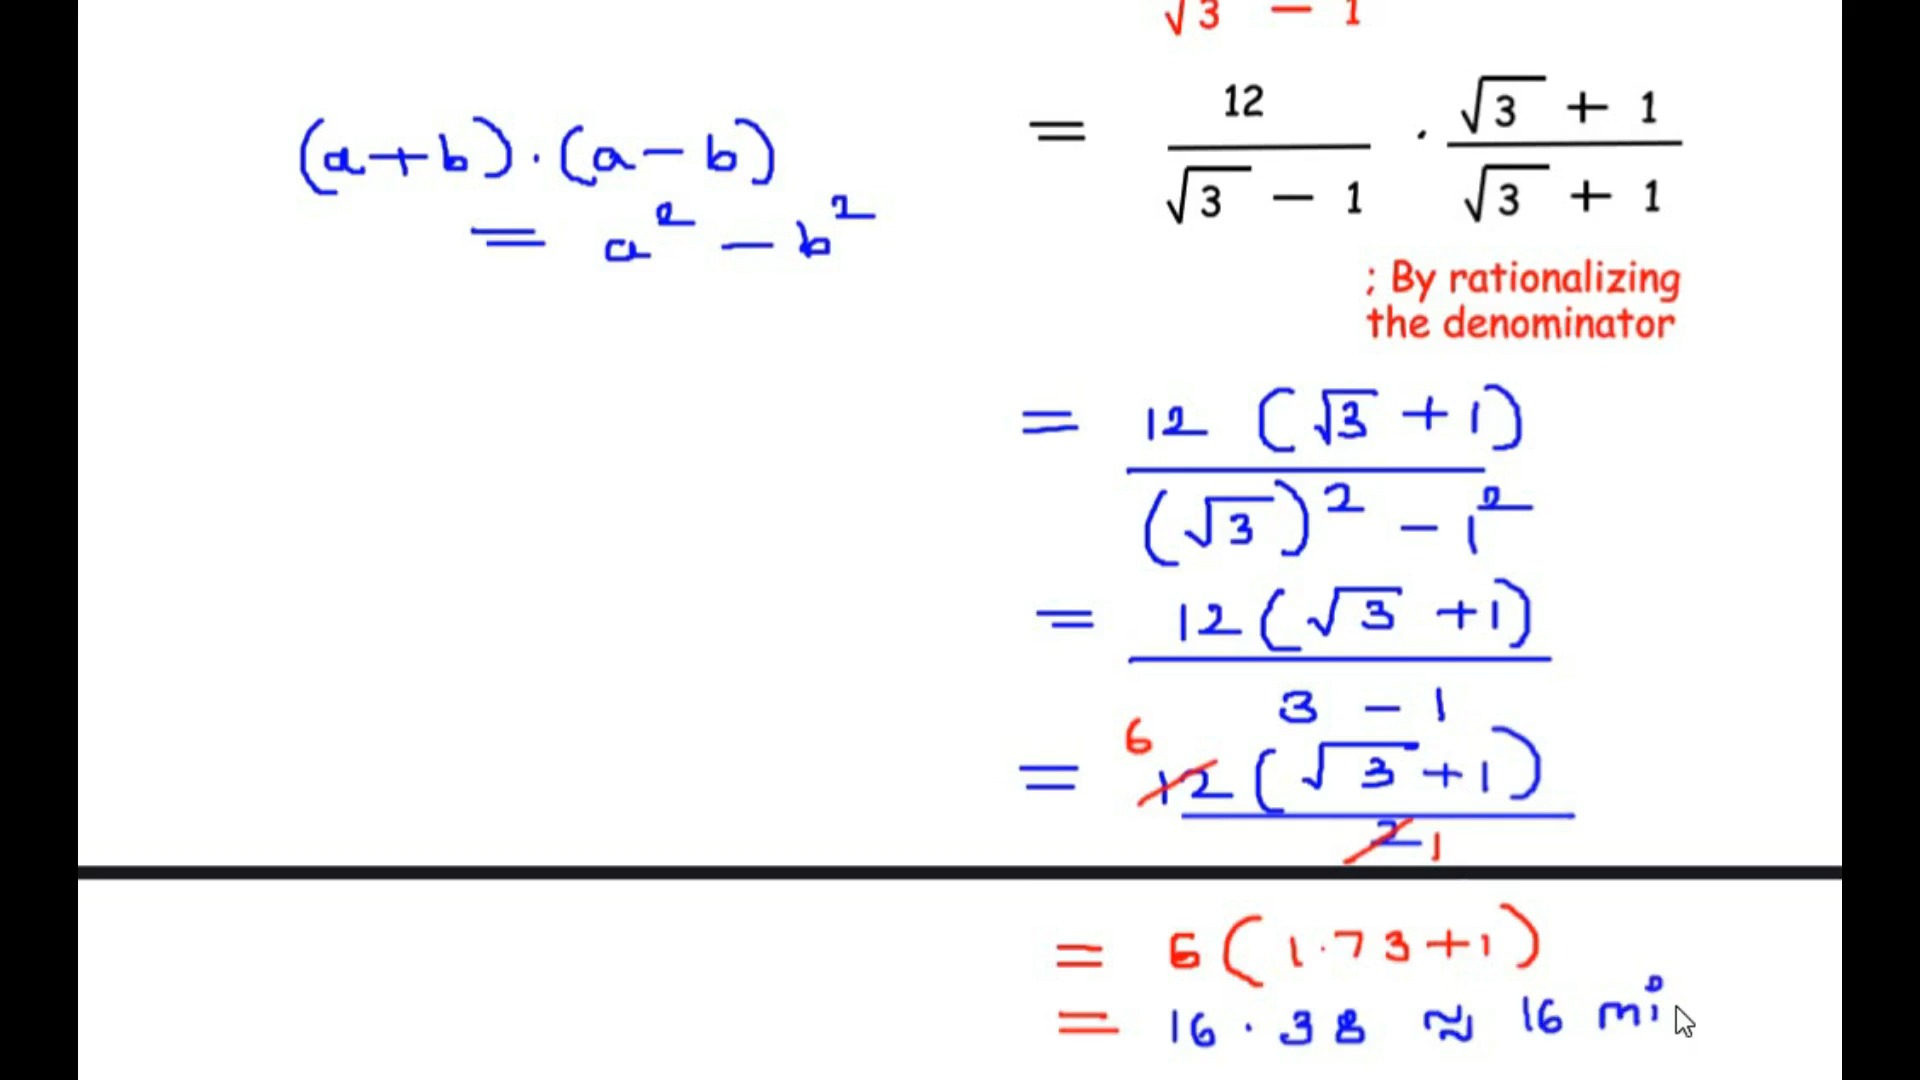 √3 − 1
(a+b)·(a−b)
= a² − b²
= 12 / (√3 − 1) · (√3 + 1) / (√3 + 1)
; By rationalizing
the denominator
= 12 (√3 + 1)
(√3)² − 1²
= 12 (√3 + 1)
3 − 1
6
= 12 (√3 + 1)
2 1
= 6 (1.73+1)
= 16.38 ≈ 16 mi